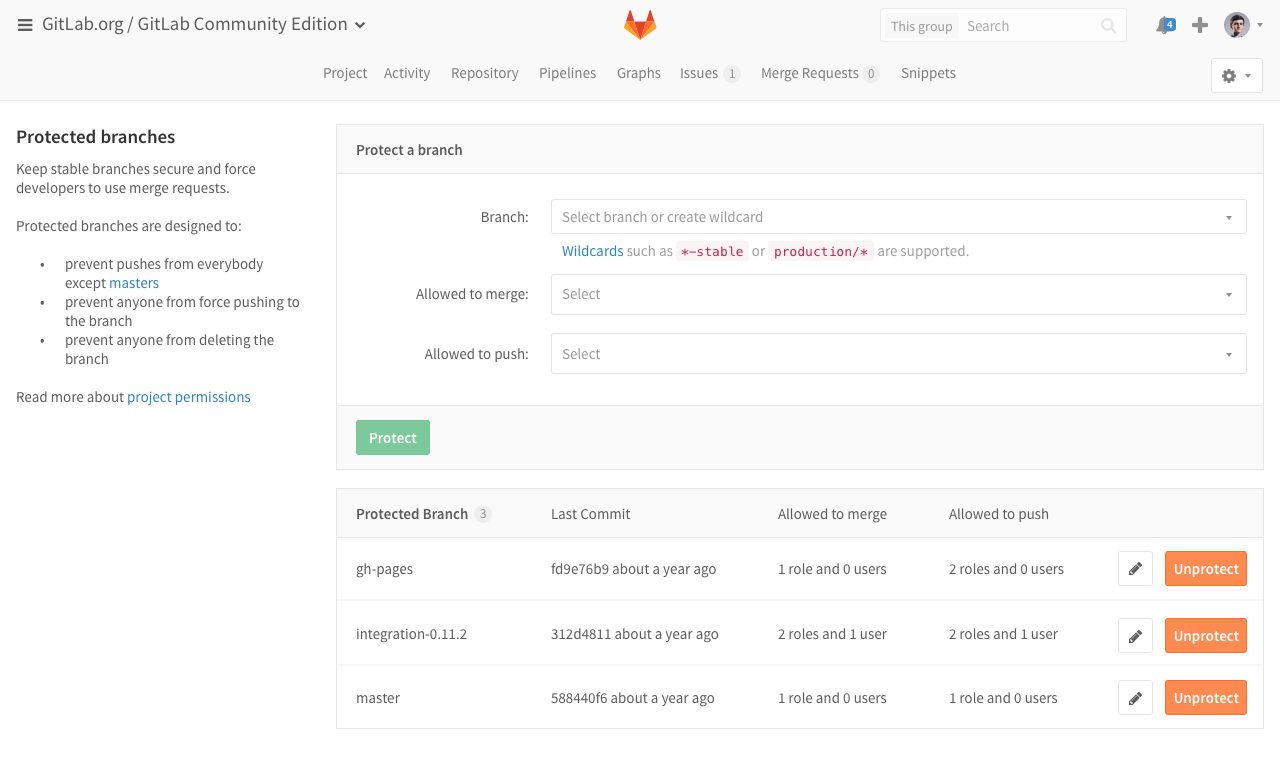 GitLab.org / GitLab Community Edition
This group Search
4
Project Activity Repository Pipelines Graphs Issues 1 Merge Requests 0 Snippets
Protected branches
Keep stable branches secure and force
developers to use merge requests.
Protected branches are designed to:
• prevent pushes from everybody
except masters
• prevent anyone from force pushing to
the branch
• prevent anyone from deleting the
branch
Read more about project permissions
Protect a branch
Branch: Select branch or create wildcard
Wildcards such as *-stable or production/* are supported.
Allowed to merge: Select
Allowed to push: Select
Protect
Protected Branch 3 Last Commit Allowed to merge Allowed to push
gh-pages fd9e76b9 about a year ago 1 role and 0 users 2 roles and 0 users Unprotect
integration-0.11.2 312d4811 about a year ago 2 roles and 1 user 2 roles and 1 user Unprotect
master 588440f6 about a year ago 1 role and 0 users 1 role and 0 users Unprotect